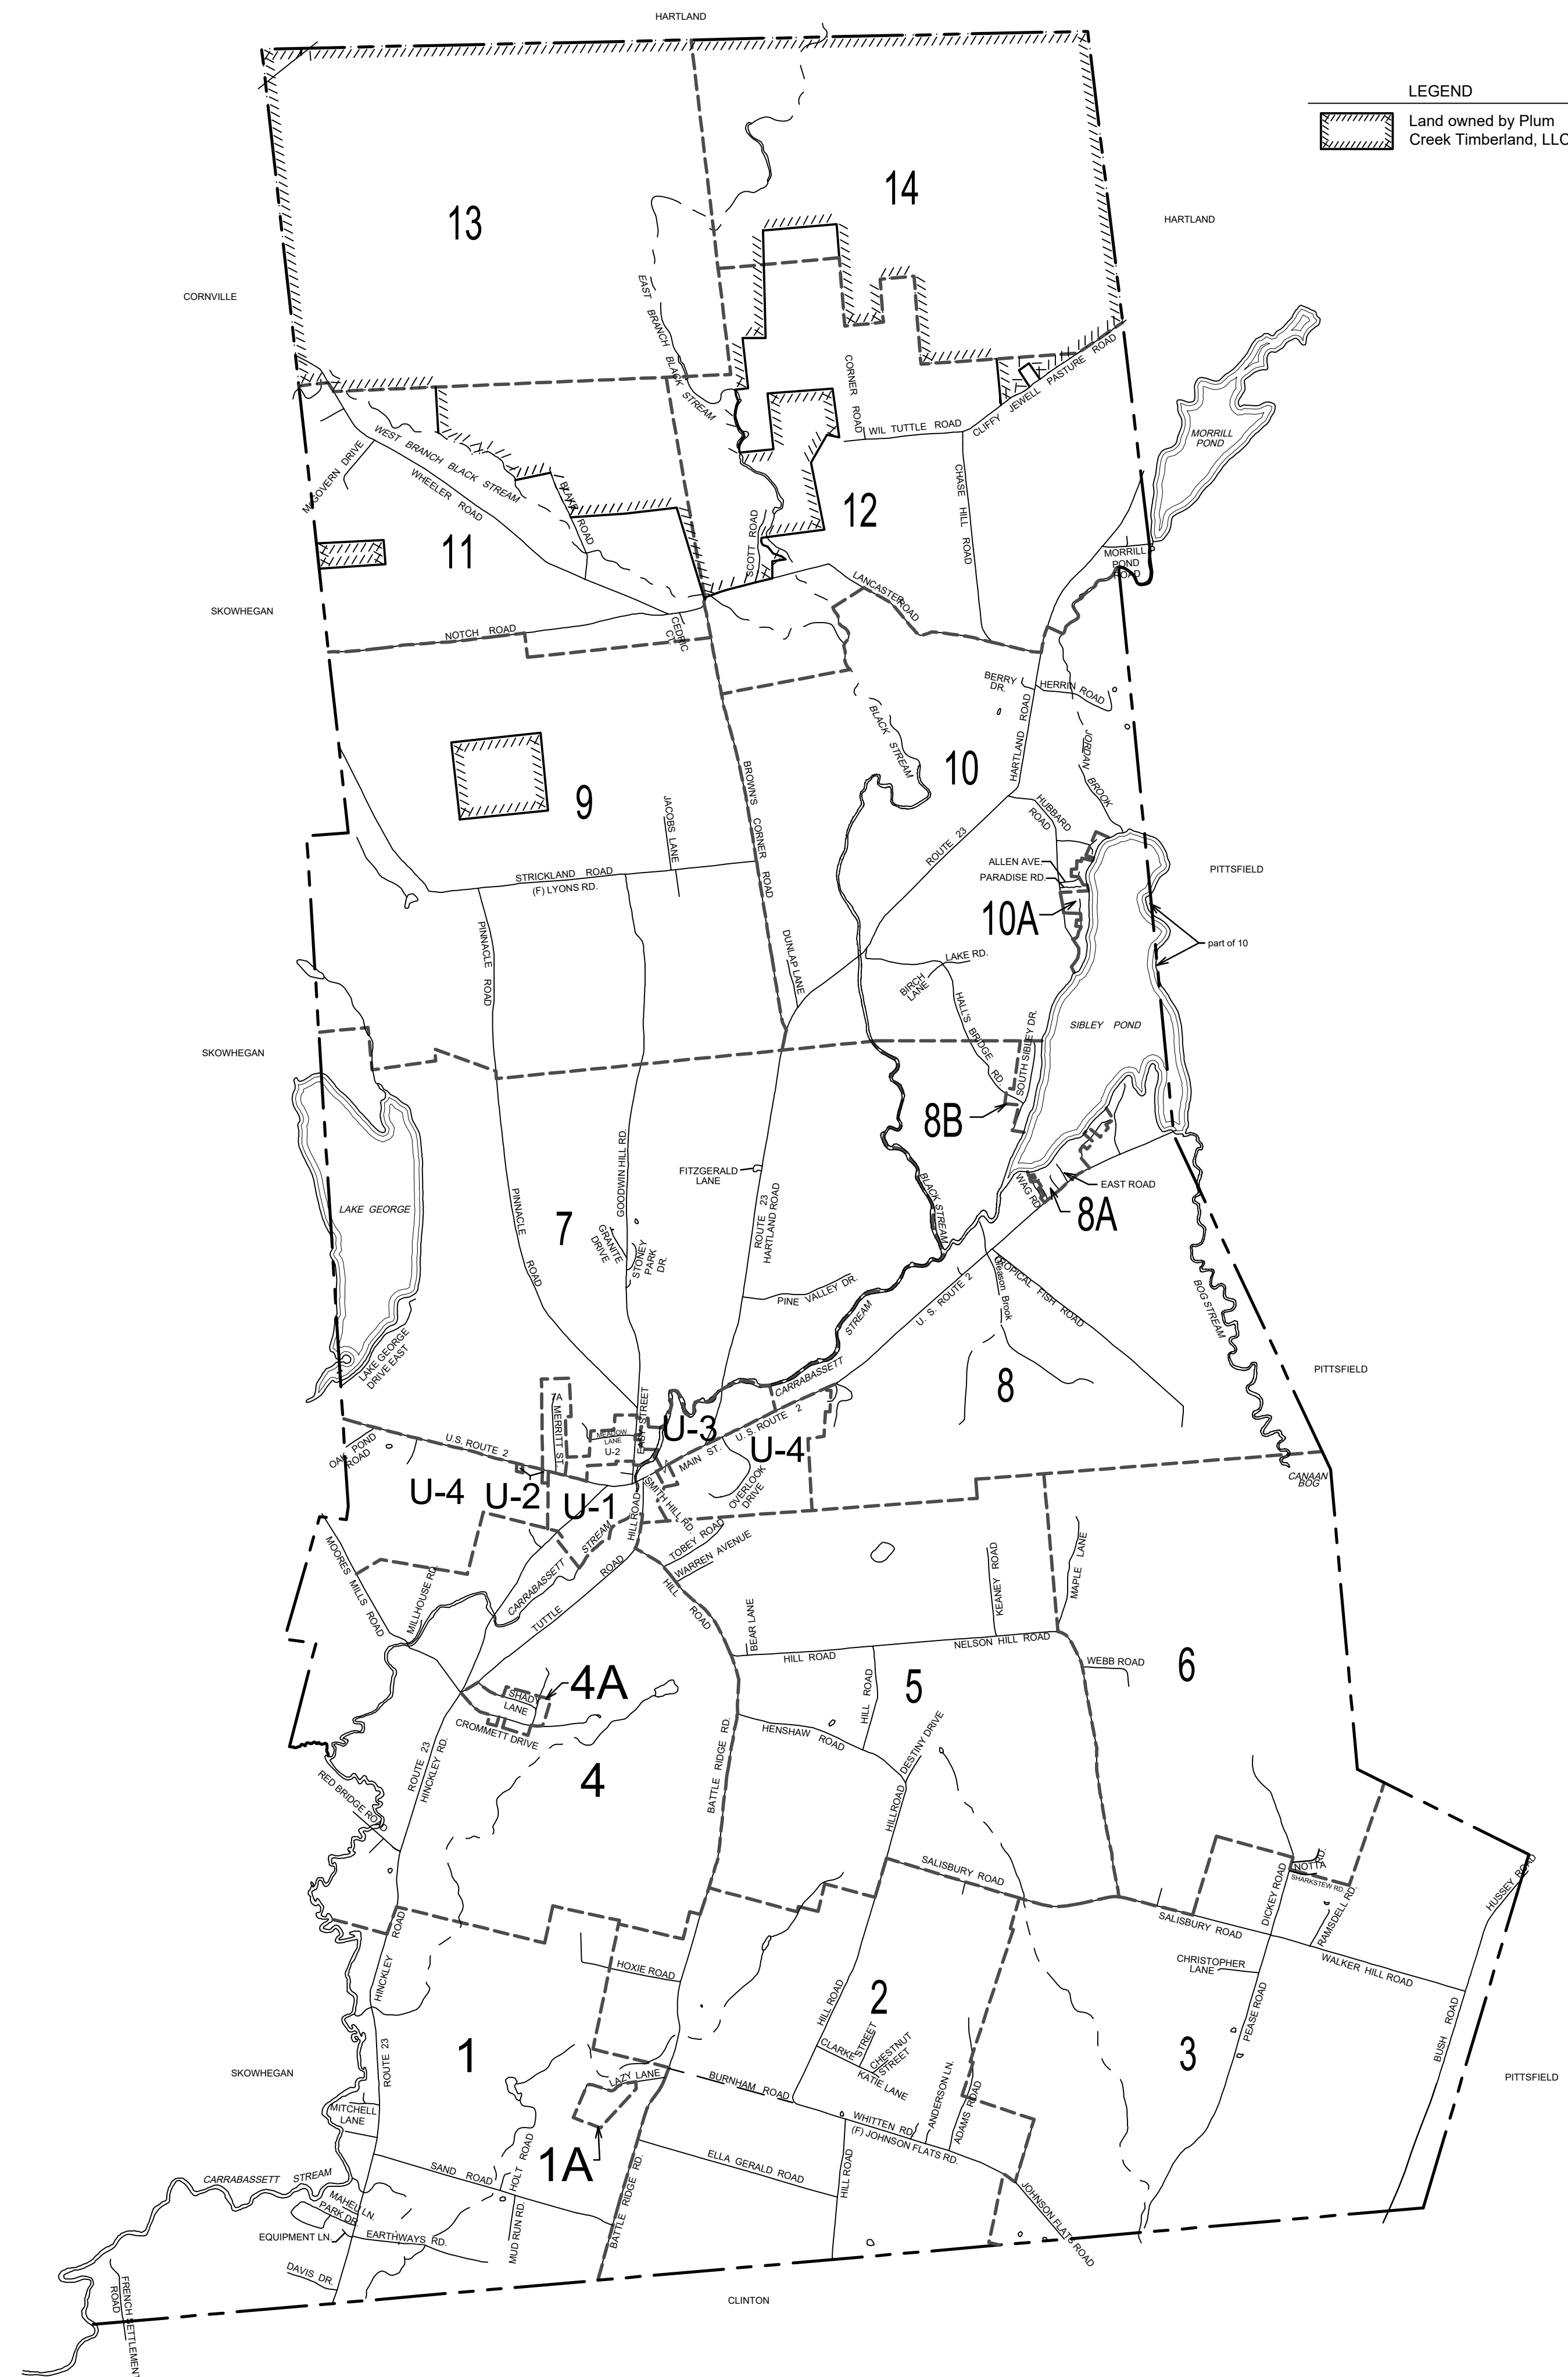 HARTLAND
LEGEND
Land owned by Plum
Creek Timberland, LLC
13
14
HARTLAND
CORNVILLE
EAST BRANCH BLACK STREAM
BLACK STREAM
CORNER ROAD
WIL TUTTLE ROAD
CLIFFY JEWELL PASTURE ROAD
MORRILL
POND
McGOVERN DRIVE
WEST BRANCH BLACK STREAM
WHEELER ROAD
BLAKE ROAD
11
12
SCOTT ROAD
CHASE HILL ROAD
MORRILL
POND
ROAD
LANCASTER ROAD
SKOWHEGAN
NOTCH ROAD
CEDRIC
CT.
BERRY
DR.
HERRIN ROAD
BLACK STREAM
HARTLAND ROAD
JORDAN BROOK
10
9
BROWN'S CORNER ROAD
JACOBS LANE
HUBBARD
ROAD
ROUTE 23
ALLEN AVE.
PARADISE RD.
PITTSFIELD
STRICKLAND ROAD
(F) LYONS RD.
10A
part of 10
PINNACLE ROAD
DUNLAP LANE
LAKE RD.
BIRCH
LANE
HALL'S BRIDGE RD.
SOUTH SIBLEY DR.
SIBLEY POND
SKOWHEGAN
8B
GOODWIN HILL RD.
FITZGERALD
LANE
BLACK STREAM
WAG RD.
EAST ROAD
8A
LAKE GEORGE
PINNACLE ROAD
7
GRANITE
DRIVE
STONEY
PARK
DR.
ROUTE 23
HARTLAND ROAD
PINE VALLEY DR.
Gleason Brook
TROPICAL FISH ROAD
BOG STREAM
U. S. ROUTE 2
LAKE GEORGE
DRIVE EAST
CARRABASSETT STREAM
8
PITTSFIELD
7A
MERRITT ST.
MEADOW
LANE
U-2
EASY STREET
U-3
U. S. ROUTE 2
MAIN ST.
U-4
OVERLOOK
DRIVE
OAK POND
ROAD
U.S. ROUTE 2
U-4
U-2
U-1
CANAAN
BOG
SMITH HILL RD.
HILL ROAD
MOORES MILLS ROAD
MILLHOUSE RD.
CARRABASSETT STREAM
TUTTLE ROAD
TOBEY ROAD
WARREN AVENUE
HILL ROAD
KEANEY ROAD
MAPLE LANE
BEAR LANE
HILL ROAD
NELSON HILL ROAD
WEBB ROAD
4A
SHADY
LANE
CROMMETT DRIVE
HILL ROAD
5
6
HENSHAW ROAD
DESTINY DRIVE
ROUTE 23
HINCKLEY RD.
4
BATTLE RIDGE RD.
HILL ROAD
RED BRIDGE ROAD
SALISBURY ROAD
NOTTA
RD.
SHARKSTEW RD.
HUSSEY ROAD
DICKEY ROAD
RAMSDELL RD.
HINCKLEY ROAD
SALISBURY ROAD
WALKER HILL ROAD
HOXIE ROAD
CHRISTOPHER
LANE
2
HILL ROAD
PEASE ROAD
BUSH ROAD
CLARKE STREET
CHESTNUT
STREET
KATIE LANE
1
3
ROUTE 23
SKOWHEGAN
LAZY LANE
BURNHAM ROAD
ANDERSON LN.
ADAMS ROAD
PITTSFIELD
MITCHELL
LANE
WHITTEN RD.
(F) JOHNSON FLATS RD.
1A
SAND ROAD
HOLT ROAD
ELLA GERALD ROAD
HILL ROAD
BATTLE RIDGE RD.
JOHNSON FLATS ROAD
CARRABASSETT STREAM
MAHEU LN.
PARK DR.
EQUIPMENT LN.
EARTHWAYS RD.
MUD RUN RD.
DAVIS DR.
FRENCH SETTLEMENT
ROAD
CLINTON